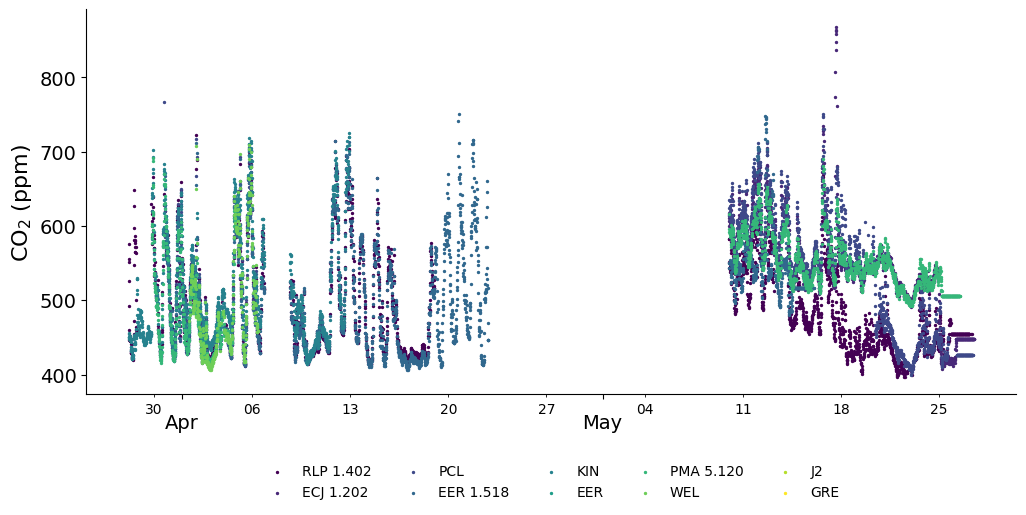 CO2 (ppm)
800
700
600
500
400
30 06 13 20 27 04 11 18 25
Apr May
RLP 1.402 PCL KIN PMA 5.120 J2
ECJ 1.202 EER 1.518 EER WEL GRE